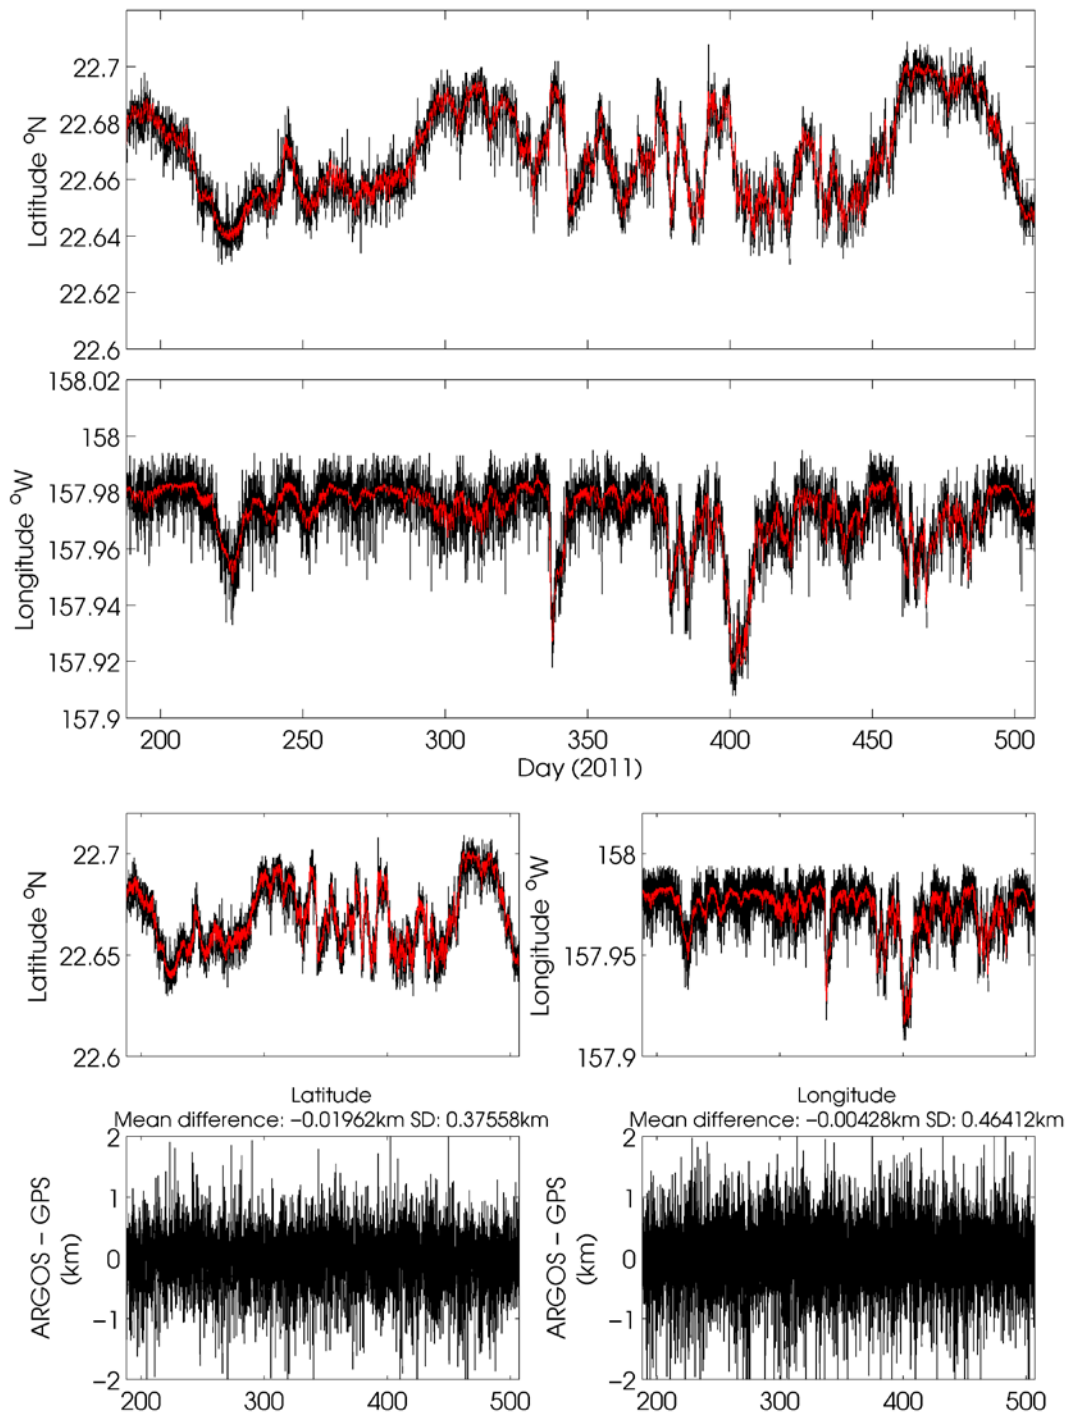 22.7
22.68
22.66
22.64
22.62
22.6
Latitude °N
158.02
158
157.98
157.96
157.94
157.92
157.9
Longitude °W
200 250 300 350 400 450 500
Day (2011)
22.7
22.65
22.6
Latitude °N
158
157.95
157.9
Longitude °W
Latitude
Mean difference: −0.01962km SD: 0.37558km
2
1
0
−1
−2
ARGOS − GPS
(km)
200 300 400 500
Longitude
Mean difference: −0.00428km SD: 0.46412km
2
1
0
−1
−2
ARGOS − GPS
(km)
200 300 400 500